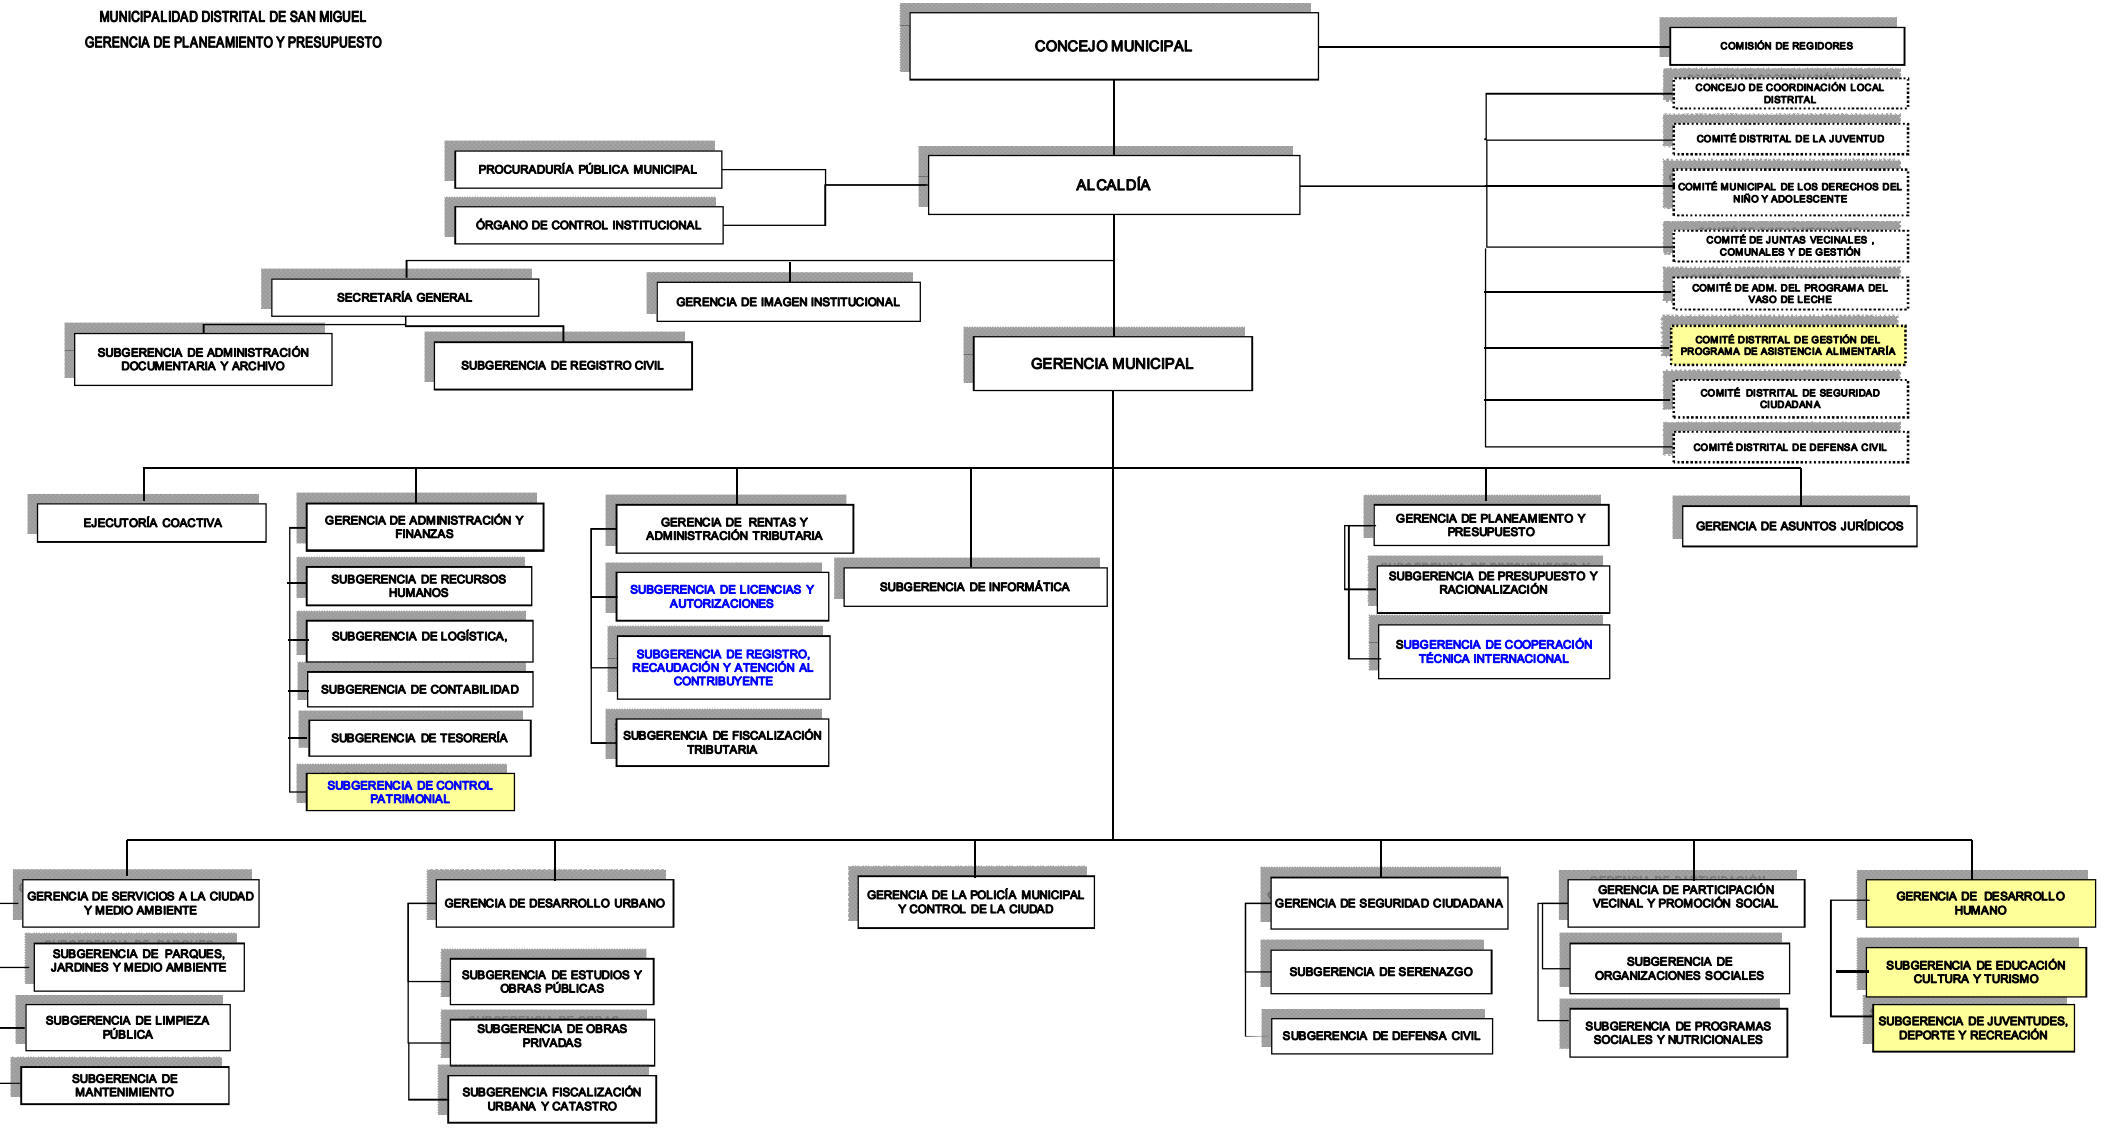 MUNICIPALIDAD DISTRITAL DE SAN MIGUEL
GERENCIA DE PLANEAMIENTO Y PRESUPUESTO
CONCEJO MUNICIPAL
COMISIÓN DE REGIDORES
CONCEJO DE COORDINACIÓN LOCAL
DISTRITAL
COMITÉ DISTRITAL DE LA JUVENTUD
COMITÉ MUNICIPAL DE LOS DERECHOS DEL
NIÑO Y ADOLESCENTE
COMITÉ DE JUNTAS VECINALES ,
COMUNALES Y DE GESTIÓN
COMITÉ DE ADM. DEL PROGRAMA DEL
VASO DE LECHE
COMITÉ DISTRITAL DE GESTIÓN DEL
PROGRAMA DE ASISTENCIA ALIMENTARÍA
COMITÉ DISTRITAL DE SEGURIDAD
CIUDADANA
COMITÉ DISTRITAL DE DEFENSA CIVIL
PROCURADURÍA PÚBLICA MUNICIPAL
ALCALDÍA
ÓRGANO DE CONTROL INSTITUCIONAL
SECRETARÍA GENERAL
GERENCIA DE IMAGEN INSTITUCIONAL
SUBGERENCIA DE ADMINISTRACIÓN
DOCUMENTARIA Y ARCHIVO
SUBGERENCIA DE REGISTRO CIVIL
GERENCIA MUNICIPAL
EJECUTORÍA COACTIVA
GERENCIA DE ADMINISTRACIÓN Y
FINANZAS
SUBGERENCIA DE RECURSOS
HUMANOS
SUBGERENCIA DE LOGÍSTICA,
SUBGERENCIA DE CONTABILIDAD
SUBGERENCIA DE TESORERÍA
SUBGERENCIA DE CONTROL
PATRIMONIAL
GERENCIA DE RENTAS Y
ADMINISTRACIÓN TRIBUTARIA
SUBGERENCIA DE LICENCIAS Y
AUTORIZACIONES
SUBGERENCIA DE REGISTRO,
RECAUDACIÓN Y ATENCIÓN AL
CONTRIBUYENTE
SUBGERENCIA DE FISCALIZACIÓN
TRIBUTARIA
SUBGERENCIA DE INFORMÁTICA
GERENCIA DE PLANEAMIENTO Y
PRESUPUESTO
SUBGERENCIA DE PRESUPUESTO Y
RACIONALIZACIÓN
SUBGERENCIA DE COOPERACIÓN
TÉCNICA INTERNACIONAL
GERENCIA DE ASUNTOS JURÍDICOS
GERENCIA DE SERVICIOS A LA CIUDAD
Y MEDIO AMBIENTE
SUBGERENCIA DE PARQUES,
JARDINES Y MEDIO AMBIENTE
SUBGERENCIA DE LIMPIEZA
PÚBLICA
SUBGERENCIA DE
MANTENIMIENTO
GERENCIA DE DESARROLLO URBANO
SUBGERENCIA DE ESTUDIOS Y
OBRAS PÚBLICAS
SUBGERENCIA DE OBRAS
PRIVADAS
SUBGERENCIA FISCALIZACIÓN
URBANA Y CATASTRO
GERENCIA DE LA POLICÍA MUNICIPAL
Y CONTROL DE LA CIUDAD
GERENCIA DE SEGURIDAD CIUDADANA
SUBGERENCIA DE SERENAZGO
SUBGERENCIA DE DEFENSA CIVIL
GERENCIA DE PARTICIPACIÓN
VECINAL Y PROMOCIÓN SOCIAL
SUBGERENCIA DE
ORGANIZACIONES SOCIALES
SUBGERENCIA DE PROGRAMAS
SOCIALES Y NUTRICIONALES
GERENCIA DE DESARROLLO
HUMANO
SUBGERENCIA DE EDUCACIÓN
CULTURA Y TURISMO
SUBGERENCIA DE JUVENTUDES,
DEPORTE Y RECREACIÓN